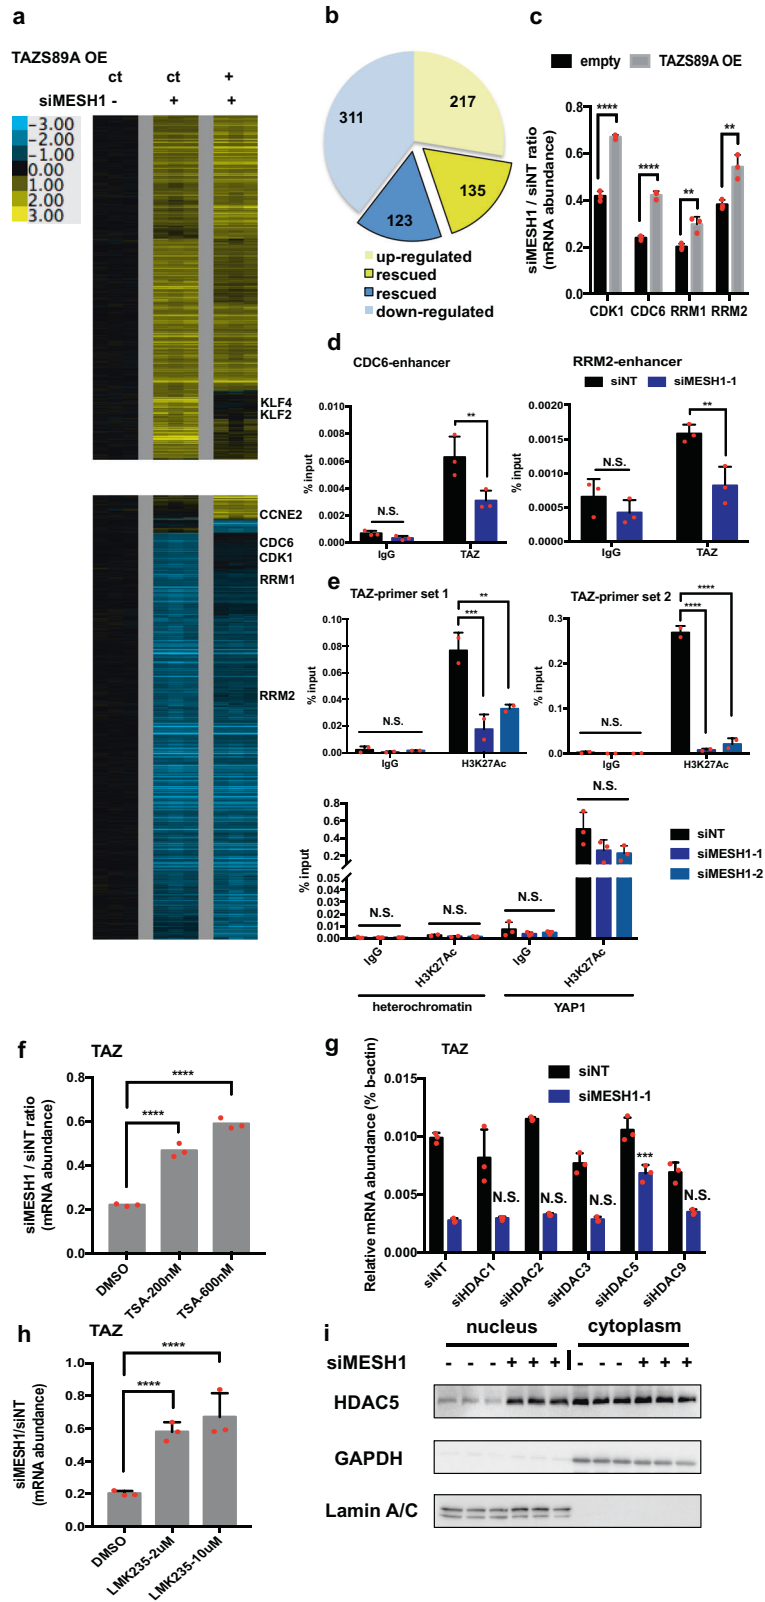 a
TAZS89A OE
ct ct +
siMESH1 - + +
-3.00
-2.00
-1.00
0.00
1.00
2.00
3.00
KLF4
KLF2
CCNE2
CDC6
CDK1
RRM1
RRM2
b
311
217
135
123
up-regulated
rescued
rescued
down-regulated
c
empty TAZS89A OE
siMESH1 / siNT ratio
(mRNA abundance)
0.8
0.6
0.4
0.2
0.0
****
****
**
**
CDK1 CDC6 RRM1 RRM2
d
CDC6-enhancer
% input
0.010
0.008
0.006
0.004
0.002
0.000
N.S.
**
IgG TAZ
RRM2-enhancer
siNT siMESH1-1
% input
0.0020
0.0015
0.0010
0.0005
0.0000
N.S.
**
IgG TAZ
e
TAZ-primer set 1
% input
0.10
0.08
0.06
0.04
0.02
0.00
N.S.
**
***
IgG H3K27Ac
TAZ-primer set 2
% input
0.3
0.2
0.1
0.0
N.S.
****
****
IgG H3K27Ac
% input
0.8
0.6
0.4
0.2
0.05
0.04
0.03
0.02
0.01
0.00
N.S.
N.S.
N.S.
N.S.
siNT
siMESH1-1
siMESH1-2
IgG H3K27Ac IgG H3K27Ac
heterochromatin YAP1
f
TAZ
siMESH1 / siNT ratio
(mRNA abundance)
0.8
0.6
0.4
0.2
0.0
****
****
DMSO TSA-200nM TSA-600nM
g
TAZ
siNT
siMESH1-1
Relative mRNA abundance (% b-actin)
0.015
0.010
0.005
0.000
N.S. N.S. N.S. *** N.S.
siNT siHDAC1 siHDAC2 siHDAC3 siHDAC5 siHDAC9
h
TAZ
siMESH1/siNT
(mRNA abundance)
1.0
0.8
0.6
0.4
0.2
0.0
****
****
DMSO LMK235-2uM LMK235-10uM
i
nucleus cytoplasm
siMESH1 - - - + + + - - - + + +
HDAC5
GAPDH
Lamin A/C